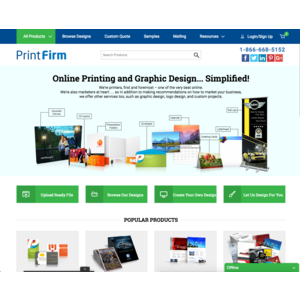 All Products Browse Designs Custom Quote Samples Mailing Resources Login/Sign Up
PrintFirm
Search Products
1-866-668-5152
Online Printing and Graphic Design... Simplified!
We're printers, first and foremost – one of the very best online.
We're also marketers at heart ... so in addition to making recommendations on how to market your business,
we offer other services too, such as graphic design, logo design, and custom projects.
Upload Ready File
Browse Our Designs
Create Your Own Design
Let Us Design For You
POPULAR PRODUCTS
Offline